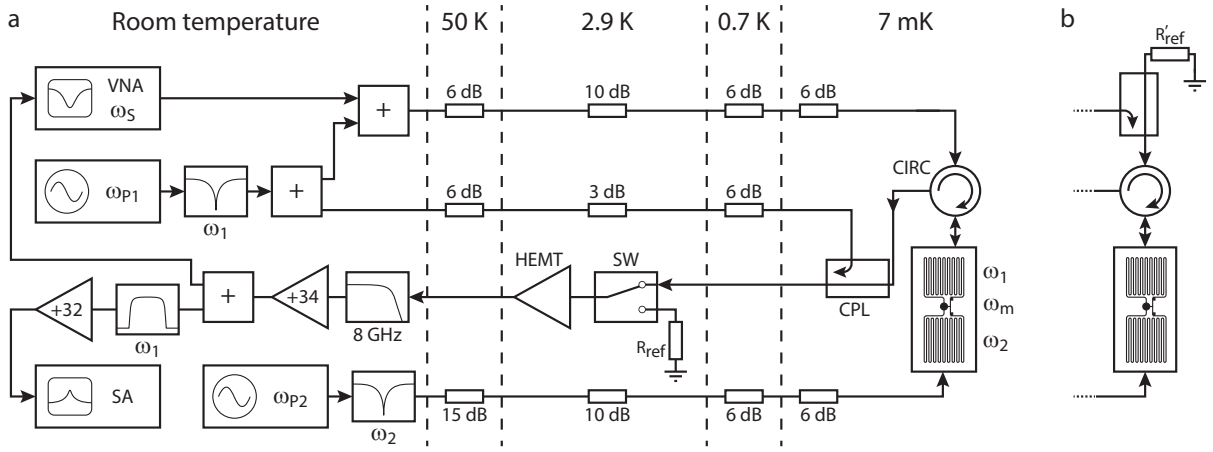 a
Room temperature
50 K
2.9 K
0.7 K
7 mK
b
VNA
ωS
+
6 dB
10 dB
6 dB
6 dB
R′ref
ωP1
ω1
+
6 dB
3 dB
6 dB
CIRC
+32
ω1
+
+34
8 GHz
HEMT
SW
Rref
CPL
ω1
ωm
ω2
SA
ωP2
ω2
15 dB
10 dB
6 dB
6 dB